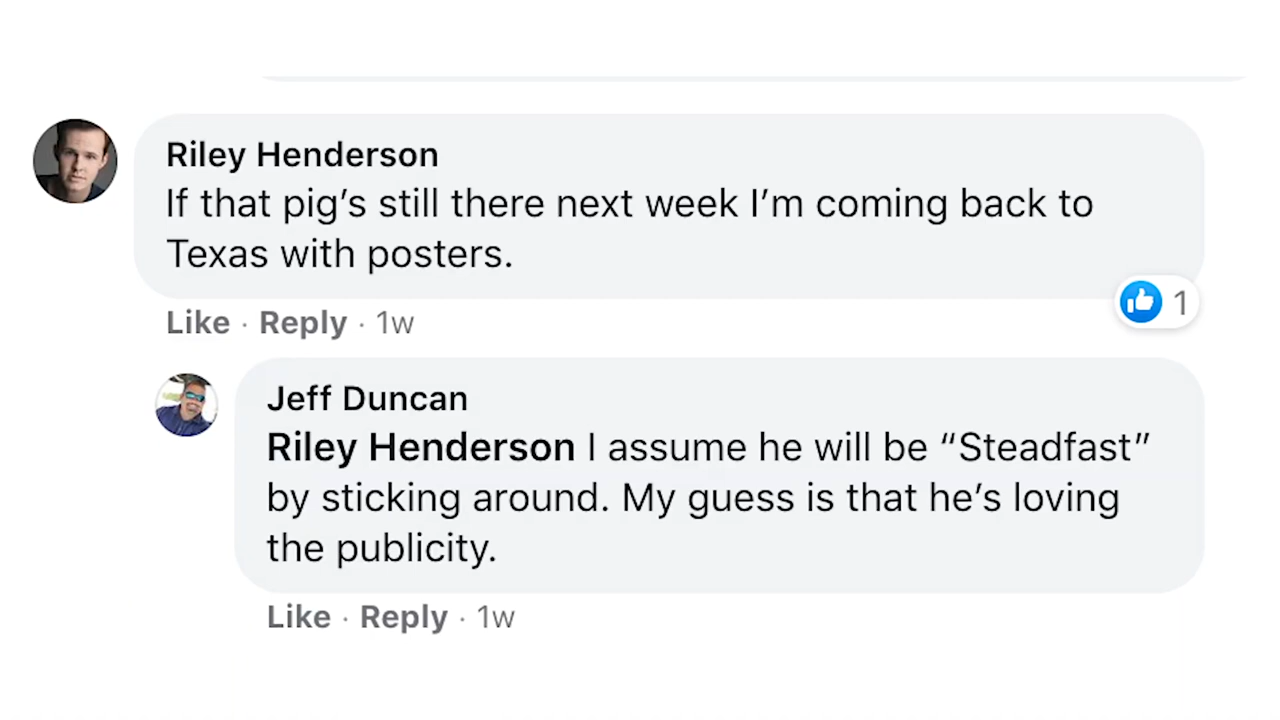 Riley Henderson
If that pig’s still there next week I’m coming back to
Texas with posters.
Like · Reply · 1w
1
Jeff Duncan
Riley Henderson I assume he will be “Steadfast”
by sticking around. My guess is that he’s loving
the publicity.
Like · Reply · 1w